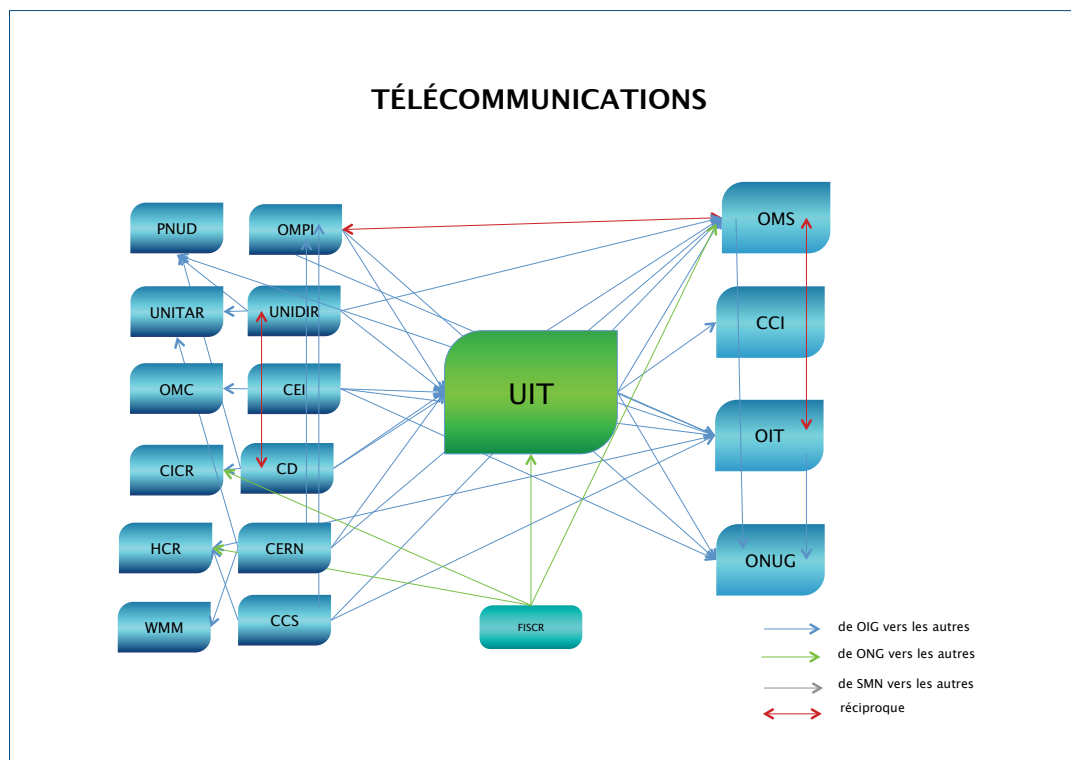 TÉLÉCOMMUNICATIONS
PNUD
OMPI
OMS
UNITAR
UNIDIR
CCI
OMC
CEI
UIT
OIT
CICR
CD
HCR
CERN
ONUG
WMM
CCS
FISCR
de OIG vers les autres
de ONG vers les autres
de SMN vers les autres
réciproque